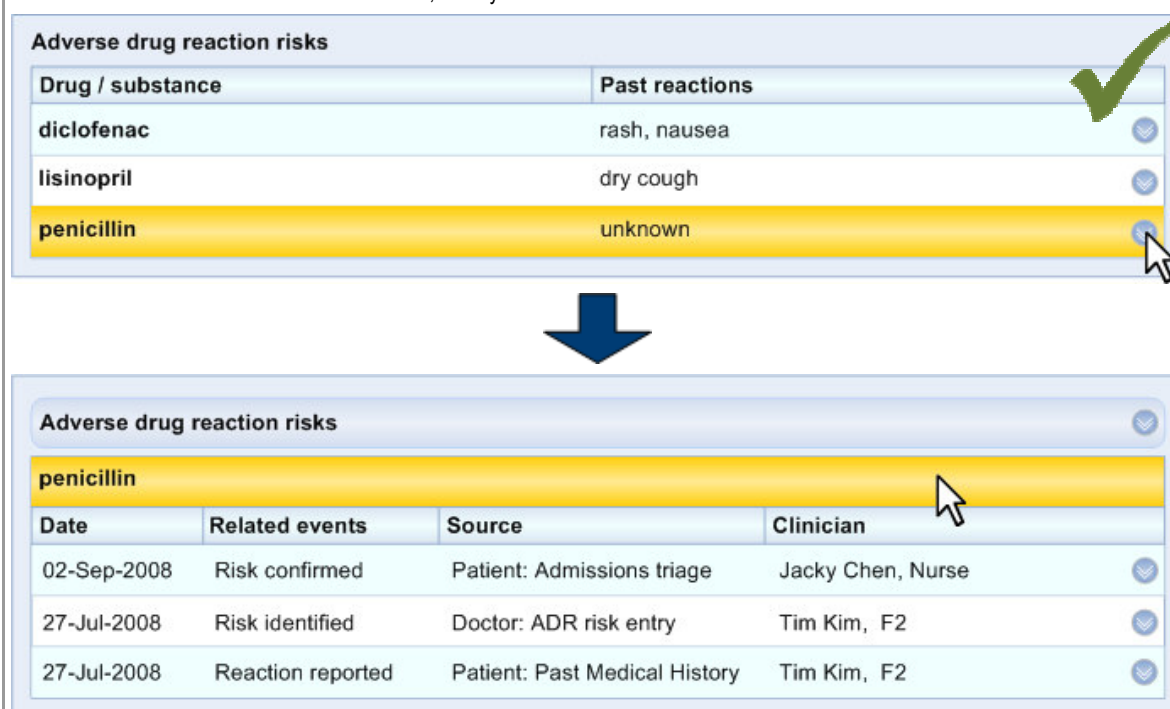 Adverse drug reaction risks
Drug / substance Past reactions
diclofenac rash, nausea
lisinopril dry cough
penicillin unknown
Adverse drug reaction risks
penicillin
Date Related events Source Clinician
02-Sep-2008 Risk confirmed Patient: Admissions triage Jacky Chen, Nurse
27-Jul-2008 Risk identified Doctor: ADR risk entry Tim Kim, F2
27-Jul-2008 Reaction reported Patient: Past Medical History Tim Kim, F2